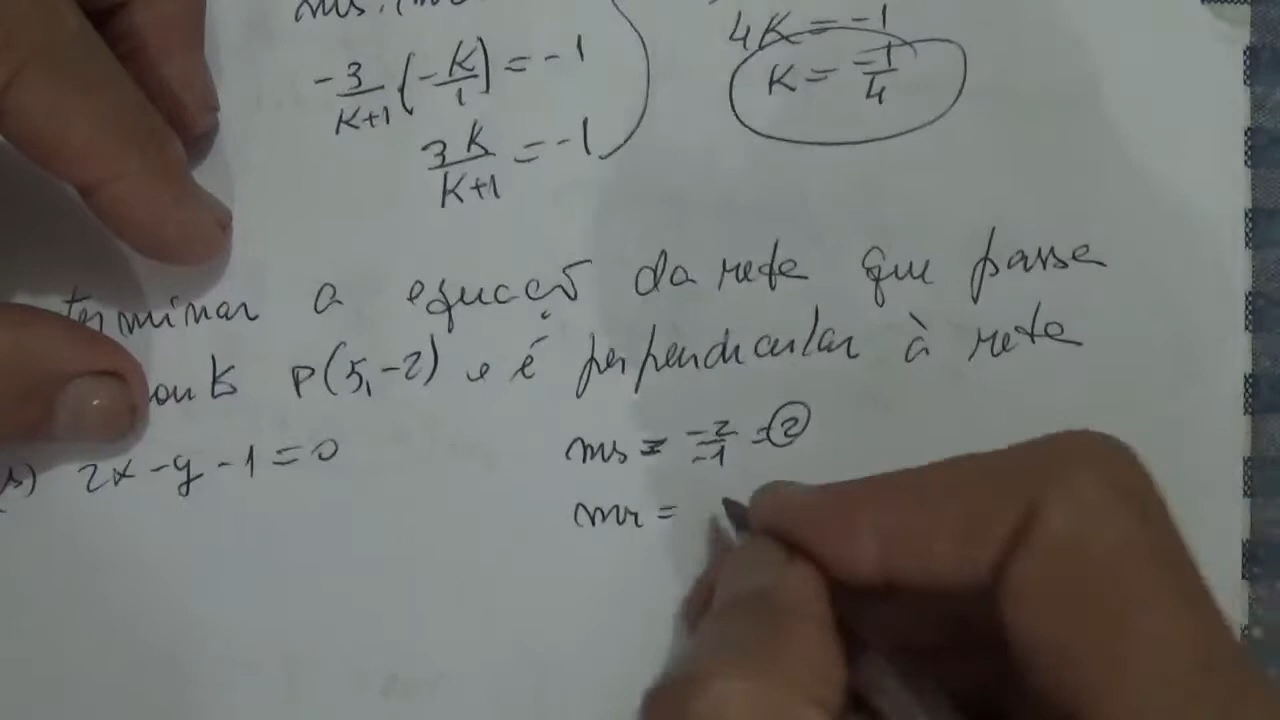 4K = -1
-3/K+1 (-K/1) = -1
K = -1/4
3K/K+1 = -1
terminar a equação da reta que passa
P(5,-2) e é perpendicular à reta
s) 2x - y - 1 = 0
ms = -2/-1 = 2
mr =